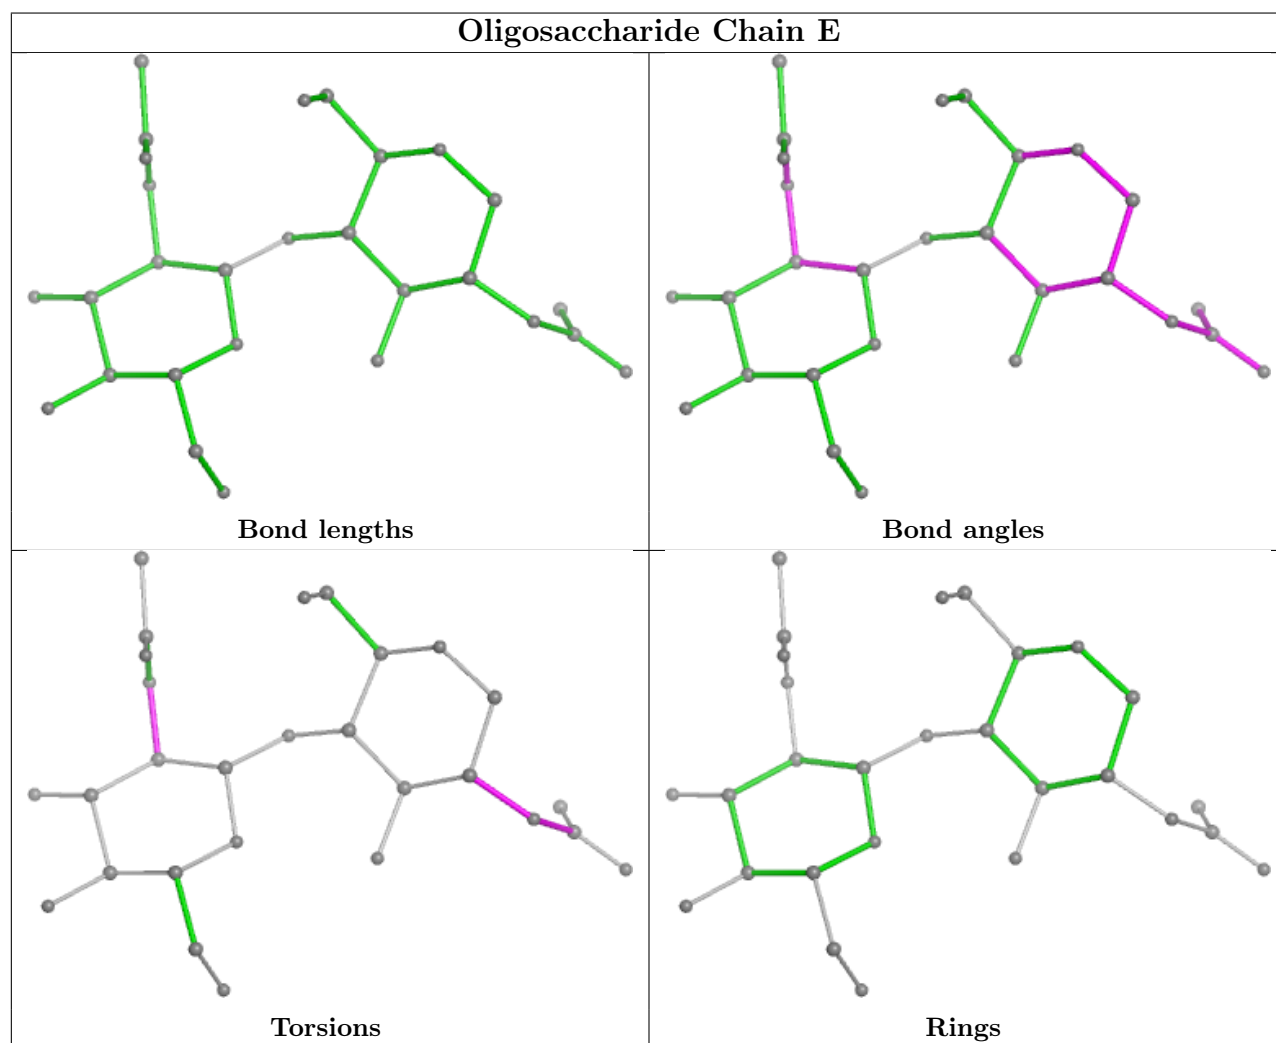 Oligosaccharide Chain E
Bond lengths
Bond angles
Torsions
Rings